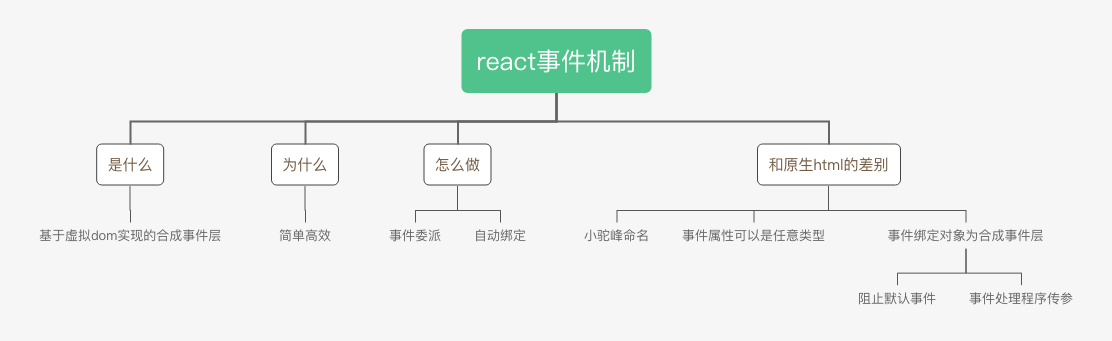 react事件机制
是什么
为什么
怎么做
和原生html的差别
基于虚拟dom实现的合成事件层
简单高效
事件委派
自动绑定
小驼峰命名
事件属性可以是任意类型
事件绑定对象为合成事件层
阻止默认事件
事件处理程序传参